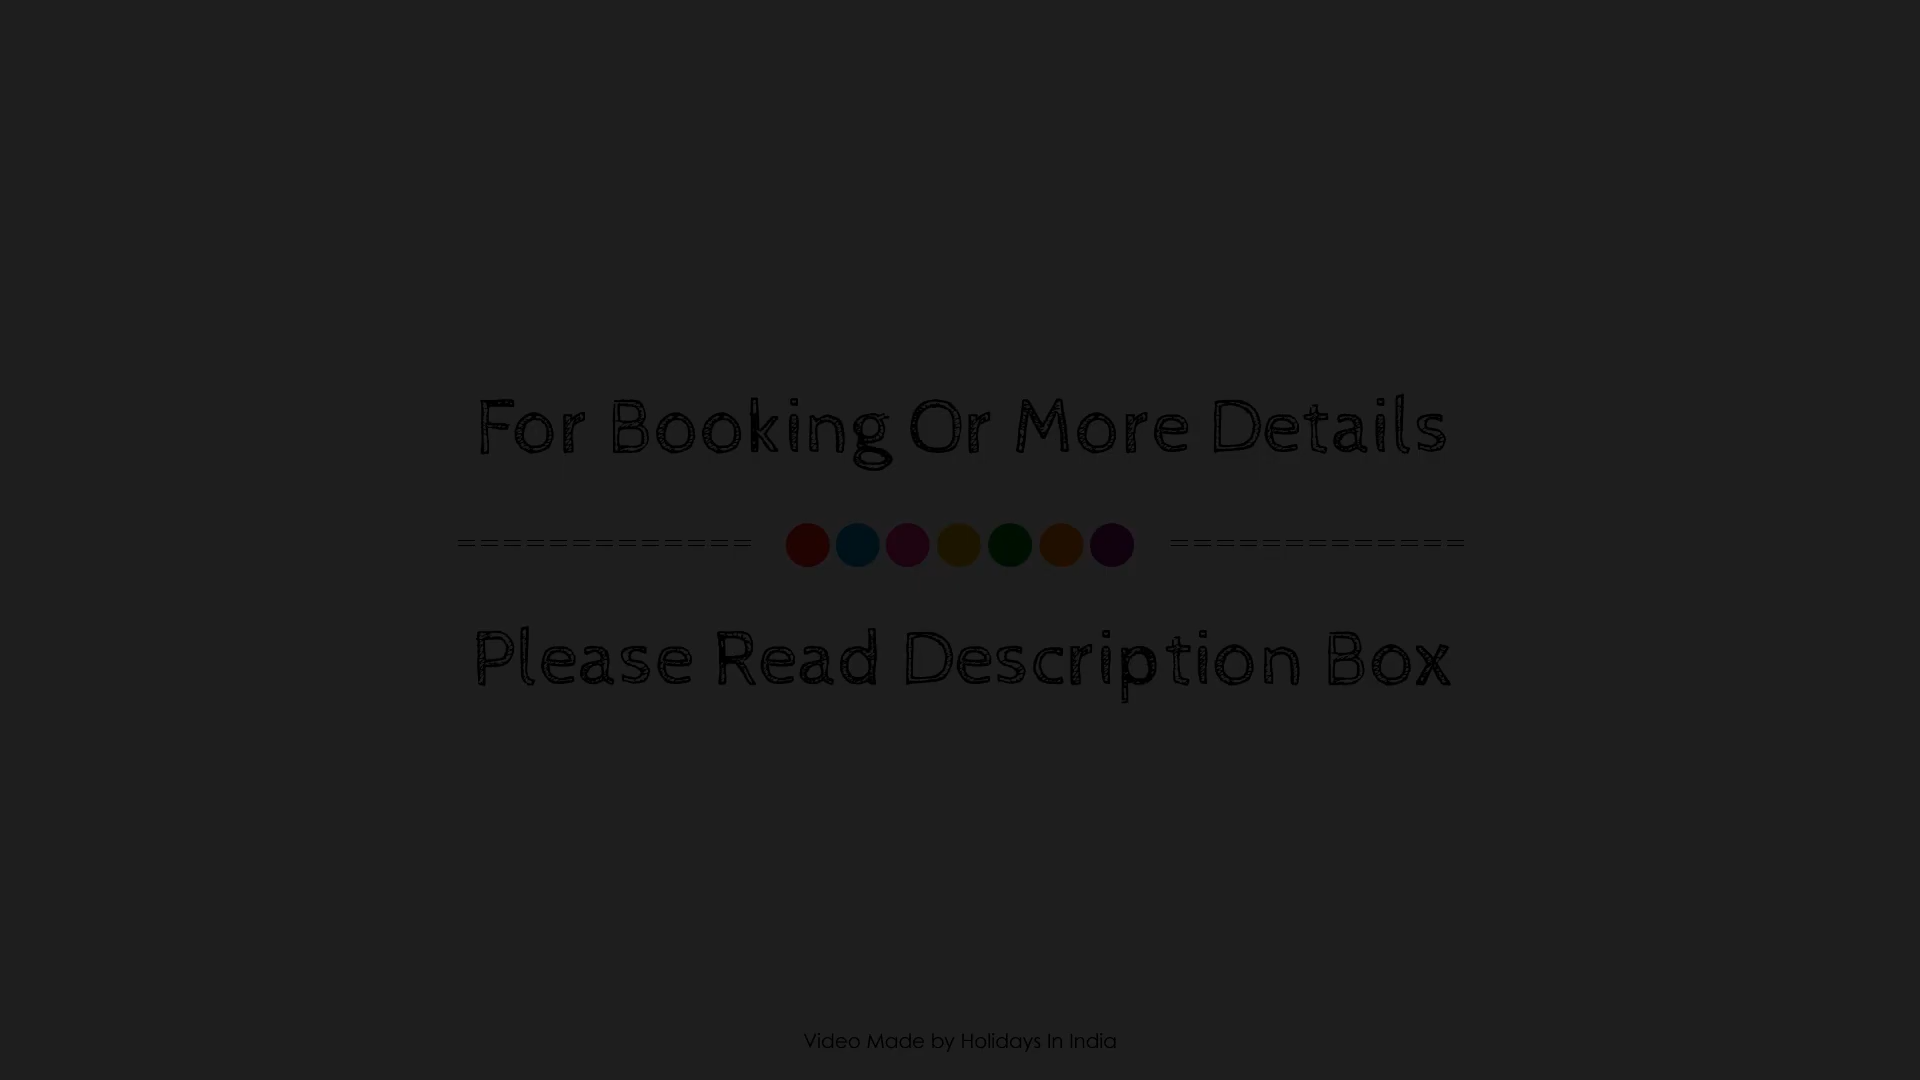 For Booking Or More Details
============= =============
Please Read Description Box
Video Made by Holidays In India